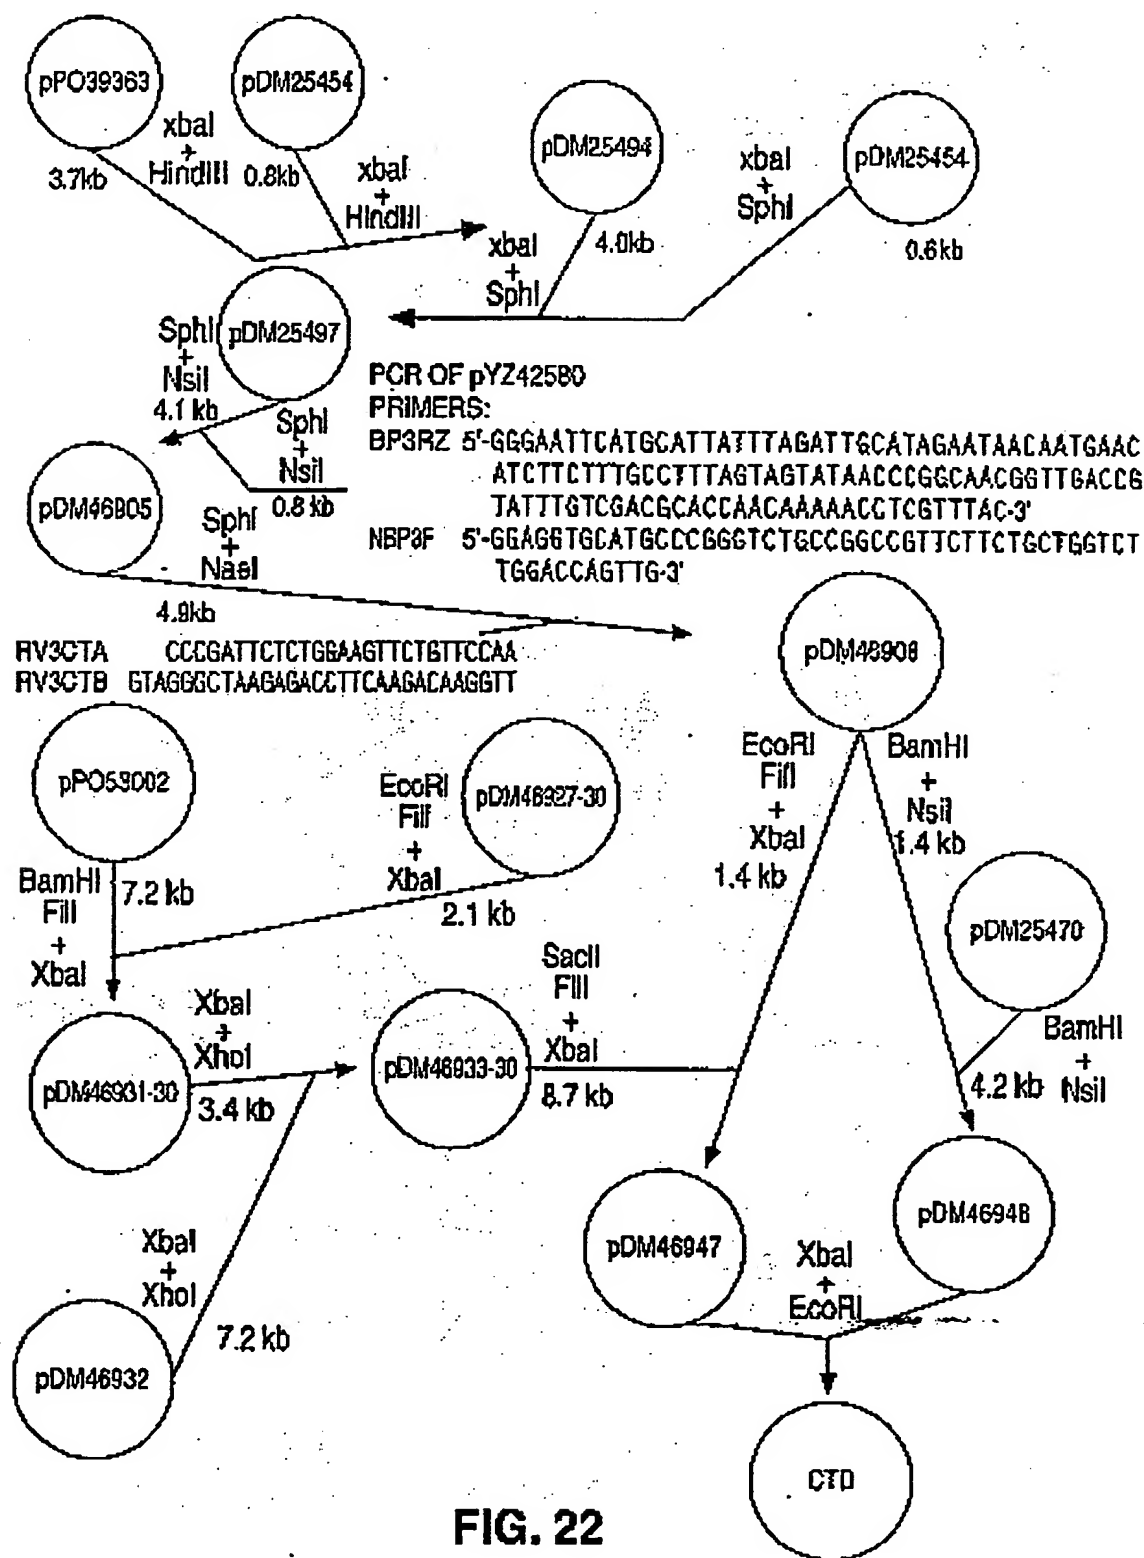 pPO39363
pDM25454
xbaI
+
HindIII
3.7kb
0.8kb
xbaI
+
HindIII
pDM25494
xbaI
+
SphI
pDM25454
xbaI
+
SphI
4.0kb
0.6kb
pDM25497
SphI
+
NsiI
4.1 kb
SphI
+
NsiI
0.8 kb
PCR OF pYZ42580
PRIMERS:
BP3RZ 5'-GGGAATTCATGCATTATTTAGATTGCATAGAATAACAATGAAC
ATCTTCTTTGCCTTTAGTAGTATAACCCGGCAACGGTTGACCG
TATTTGTCGACGCACCAACAAAAACCTCGTTTAC-3'
NBP3F 5'-GGAGGTGCATGCCCGGGTCTGCCGGCCGTTCTTCTGCTGGTCT
TGGACCAGTTG-3'
pDM46905
SphI
+
NaeI
4.9kb
RV3CTA CCCGATTCTCTGGAAGTTCTGTTCCAA
RV3CTB GTAGGGCTAAGAGACCTTCAAGACAAGGTT
pDM46906
pPO53002
EcoRI
Fill
+
XbaI
pDM46927-30
EcoRI
Fill
+
XbaI
1.4 kb
BamHI
+
NsiI
1.4 kb
BamHI
Fill
+
XbaI
7.2 kb
2.1 kb
pDM25470
XbaI
+
XhoI
SacII
Fill
+
XbaI
BamHI
+
NsiI
pDM46931-30
3.4 kb
pDM46933-30
8.7 kb
4.2 kb
XbaI
+
XhoI
7.2 kb
pDM46932
pDM46947
XbaI
+
EcoRI
pDM46948
CTD
FIG. 22